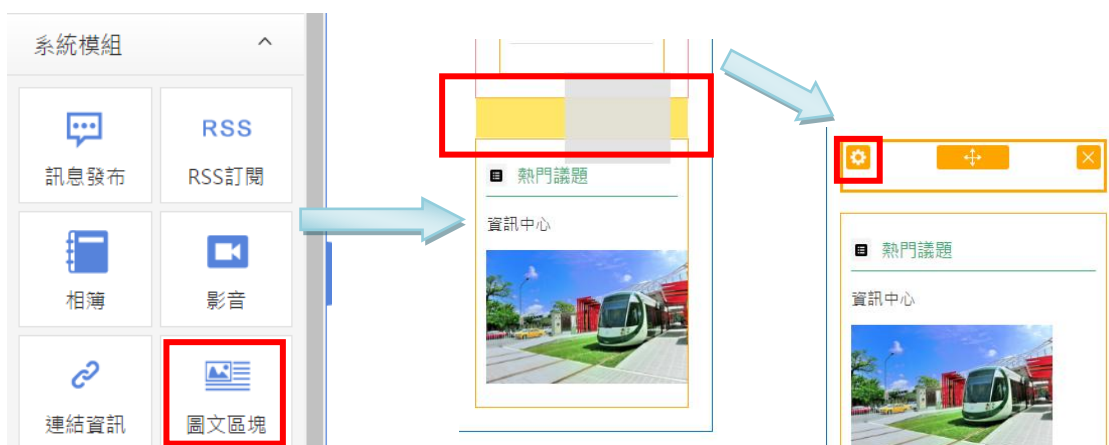 系統模組
RSS
訊息發布
RSS訂閱
相簿
影音
連結資訊
圖文區塊
熱門議題
資訊中心
熱門議題
資訊中心